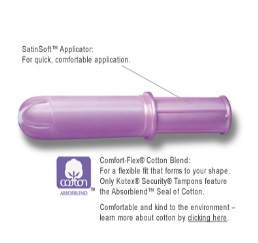 SatinSoft™ Applicator:
For quick, comfortable application.
Comfort-Flex® Cotton Blend:
For a flexible fit that forms to your shape.
Only Kotex® Security® Tampons feature
the Absorblend™ Seal of Cotton.
cotton
ABSORBLEND ™
Comfortable and kind to the environment –
learn more about cotton by clicking here.